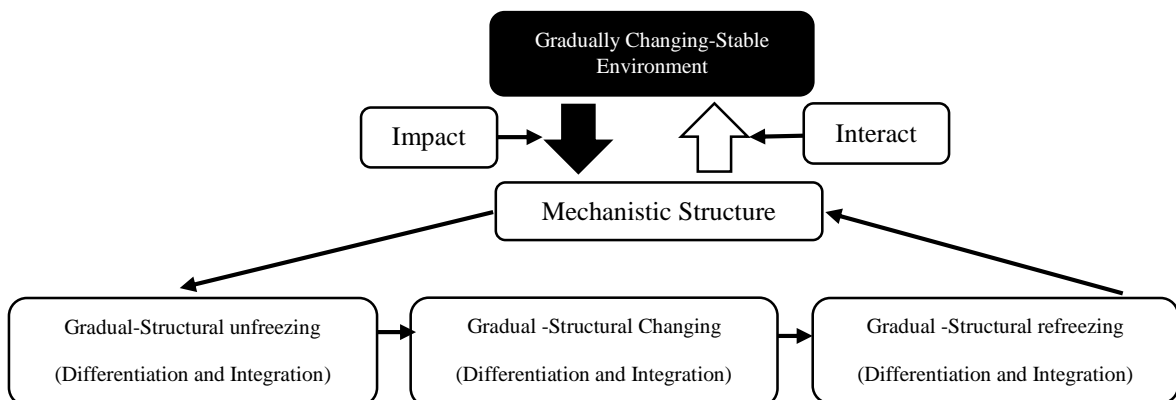 Gradually Changing-Stable
Environment
Impact
Interact
Mechanistic Structure
Gradual-Structural unfreezing
(Differentiation and Integration)
Gradual -Structural Changing
(Differentiation and Integration)
Gradual -Structural refreezing
(Differentiation and Integration)